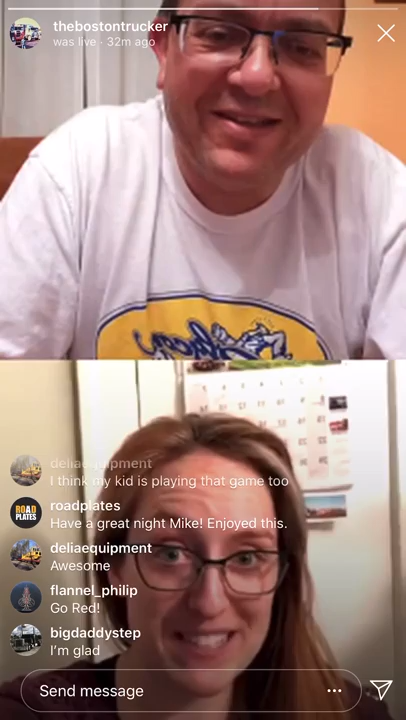 thebostontrucker
was live · 32m ago
deliaequipment
I think my kid is playing that game too
ROAD
PLATES
roadplates
Have a great night Mike! Enjoyed this.
deliaequipment
Awesome
flannel_philip
Go Red!
bigdaddystep
I'm glad
Send message